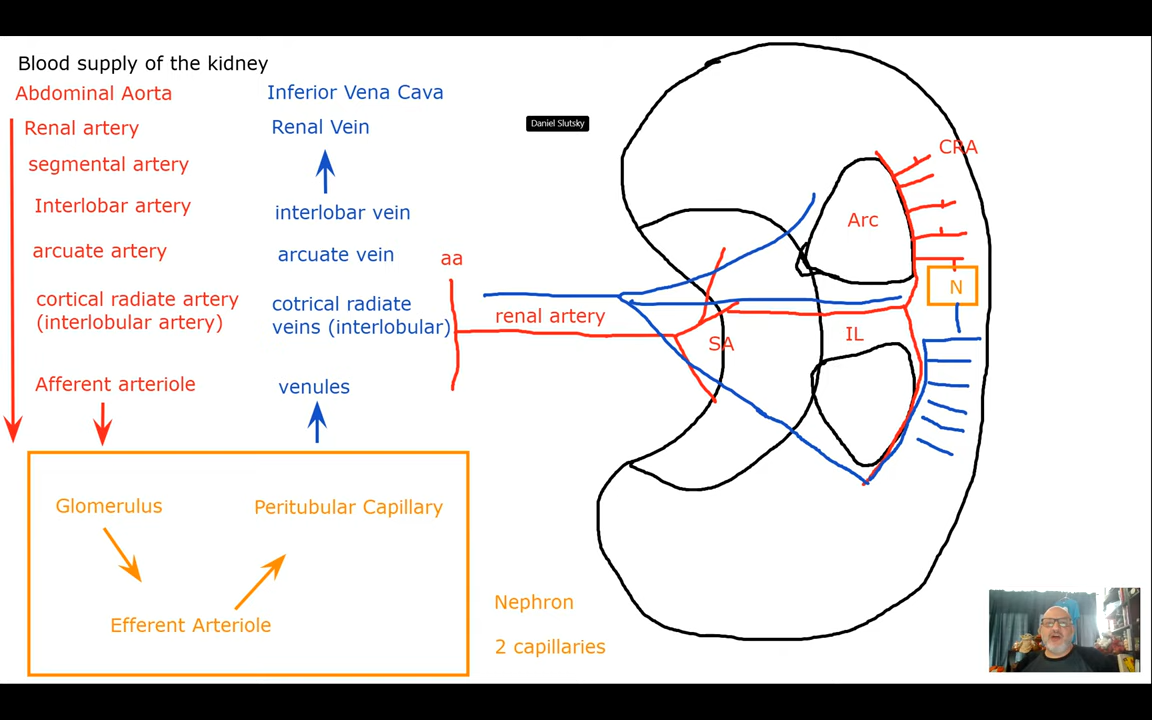 Blood supply of the kidney
Abdominal Aorta
Inferior Vena Cava
Renal artery
Renal Vein
Daniel Slutsky
segmental artery
Interlobar artery
interlobar vein
arcuate artery
arcuate vein
aa
cortical radiate artery
(interlobular artery)
cotrical radiate
veins (interlobular)
Afferent arteriole
venules
Glomerulus
Peritubular Capillary
Efferent Arteriole
Nephron
2 capillaries
renal artery
SA
IL
Arc
CRA
N